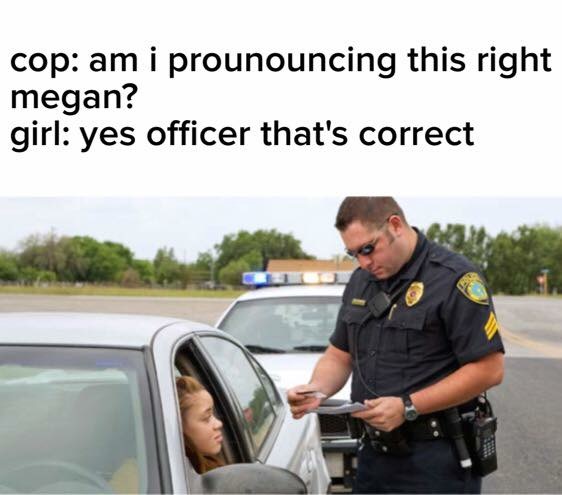 cop: am i prounouncing this right
megan?
girl: yes officer that's correct